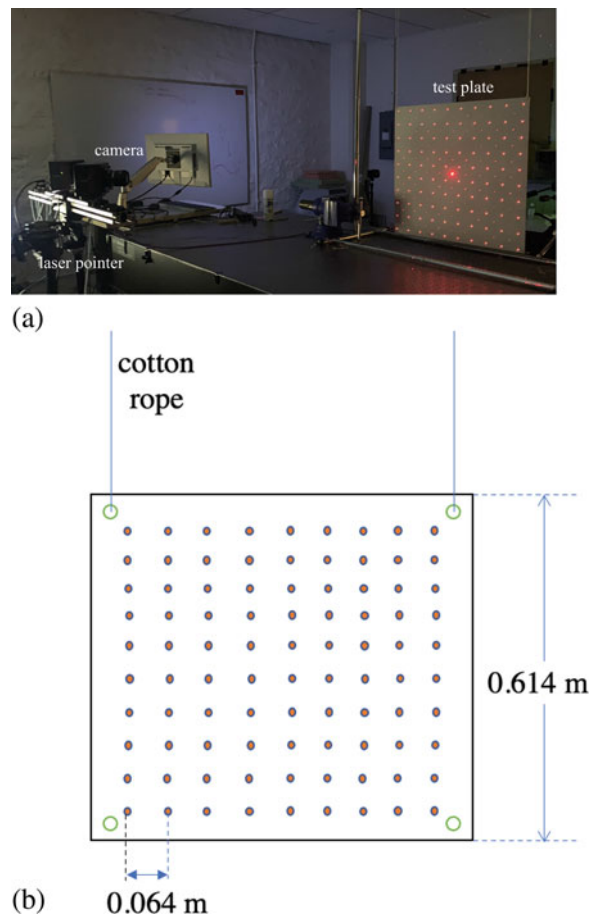 test plate
camera
laser pointer
(a)
cotton
rope
0.614 m
(b)
0.064 m